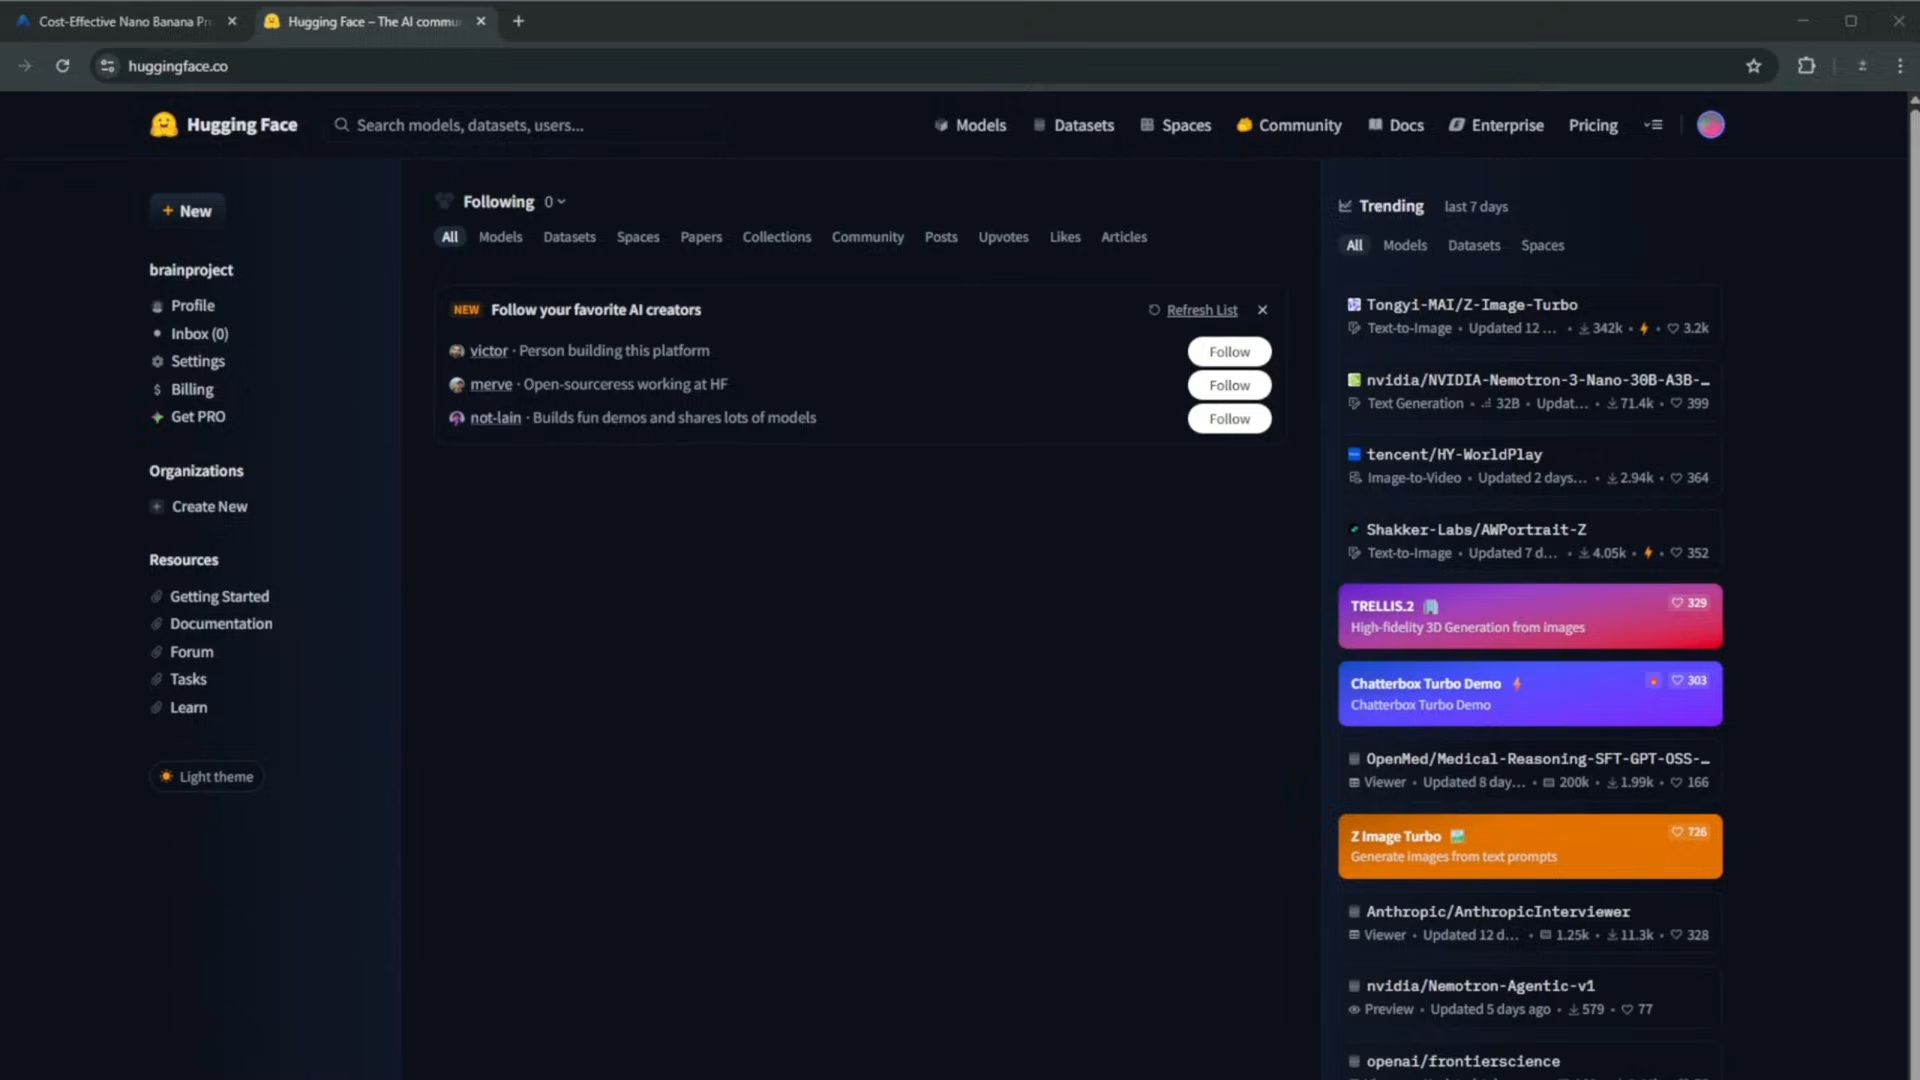 Cost-Effective Nano Banana Pr
Hugging Face – The AI commu
huggingface.co
Hugging Face
Search models, datasets, users...
Models
Datasets
Spaces
Community
Docs
Enterprise
Pricing
+ New
brainproject
Profile
Inbox (0)
Settings
Billing
Get PRO
Organizations
Create New
Resources
Getting Started
Documentation
Forum
Tasks
Learn
Light theme
Following 0
All Models Datasets Spaces Papers Collections Community Posts Upvotes Likes Articles
NEW Follow your favorite AI creators
Refresh List
victor · Person building this platform
Follow
merve · Open-sourceress working at HF
Follow
not-lain · Builds fun demos and shares lots of models
Follow
Trending last 7 days
All Models Datasets Spaces
Tongyi-MAI/Z-Image-Turbo
Text-to-Image • Updated 12 ... • 342k • 3.2k
nvidia/NVIDIA-Nemotron-3-Nano-30B-A3B-…
Text Generation • 32B • Updat... • 71.4k • 399
tencent/HY-WorldPlay
Image-to-Video • Updated 2 days... • 2.94k • 364
Shakker-Labs/AWPortrait-Z
Text-to-Image • Updated 7 d... • 4.05k • 352
TRELLIS.2
329
High-fidelity 3D Generation from images
Chatterbox Turbo Demo
303
Chatterbox Turbo Demo
OpenMed/Medical-Reasoning-SFT-GPT-OSS-…
Viewer • Updated 8 day... • 200k • 1.99k • 166
Z Image Turbo
726
Generate images from text prompts
Anthropic/AnthropicInterviewer
Viewer • Updated 12 d... • 1.25k • 11.3k • 328
nvidia/Nemotron-Agentic-v1
Preview • Updated 5 days ago • 579 • 77
openai/frontierscience